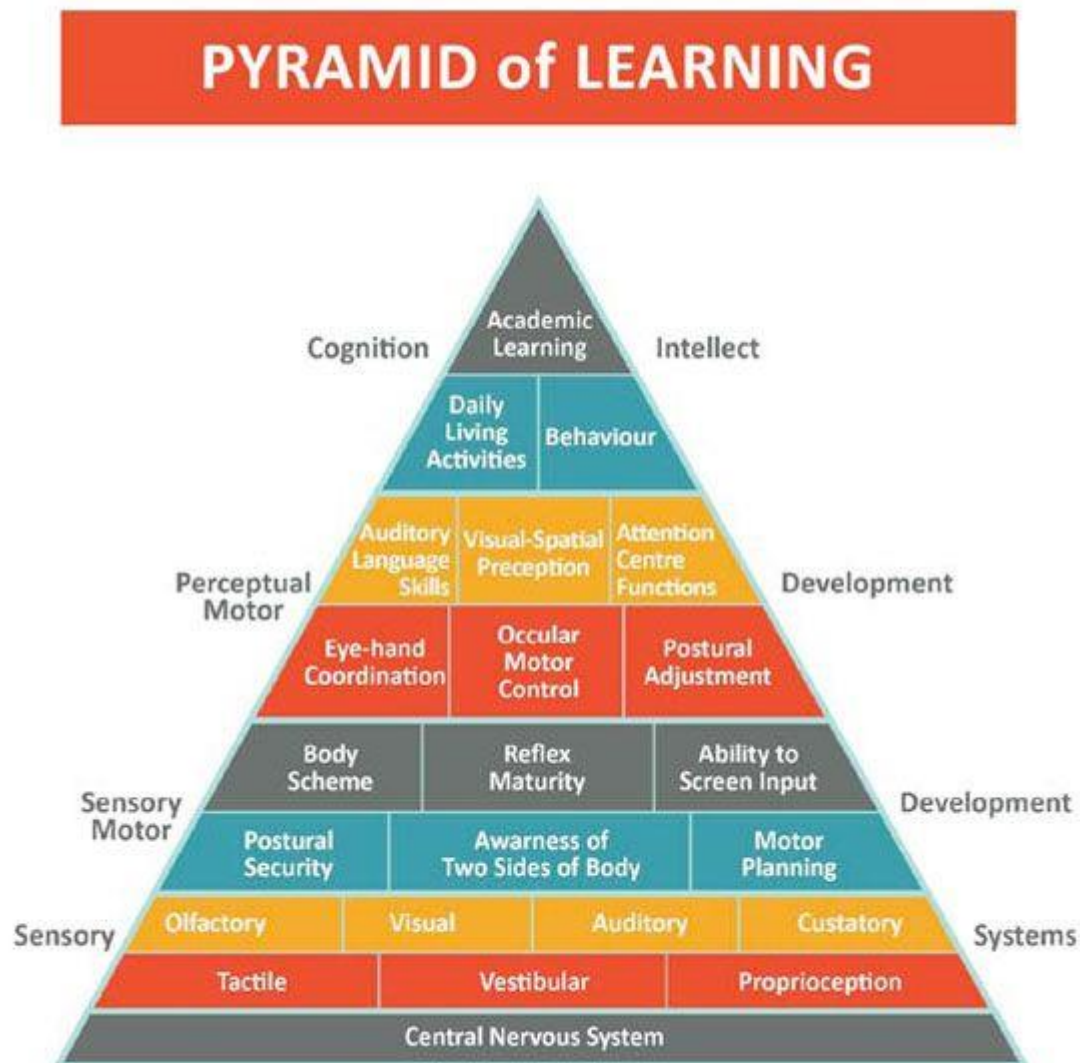 PYRAMID of LEARNING
Academic
Learning
Cognition
Intellect
Daily
Living
Activities
Behaviour
Auditory
Language
Skills
Visual-Spatial
Preception
Attention
Centre
Functions
Perceptual
Motor
Development
Eye-hand
Coordination
Occular
Motor
Control
Postural
Adjustment
Body
Scheme
Reflex
Maturity
Ability to
Screen Input
Sensory
Motor
Development
Postural
Security
Awarness of
Two Sides of Body
Motor
Planning
Olfactory
Visual
Auditory
Custatory
Sensory
Systems
Tactile
Vestibular
Proprioception
Central Nervous System